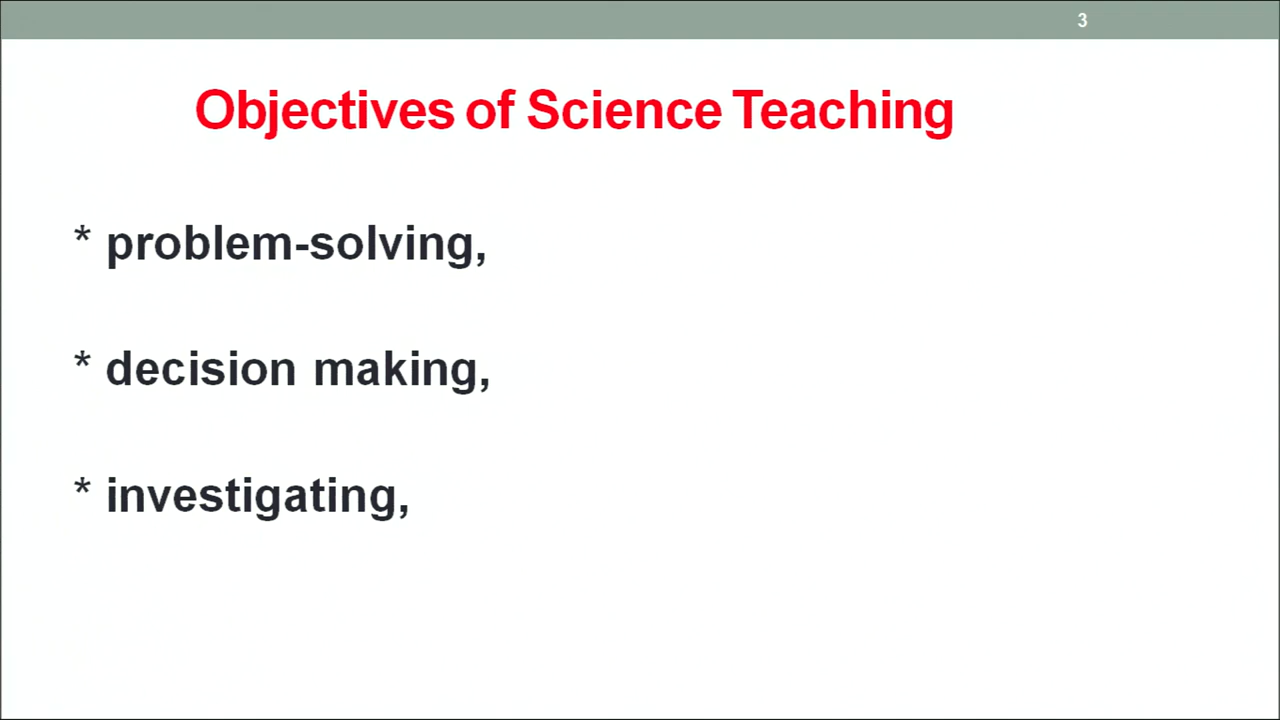 3
Objectives of Science Teaching
* problem-solving,
* decision making,
* investigating,